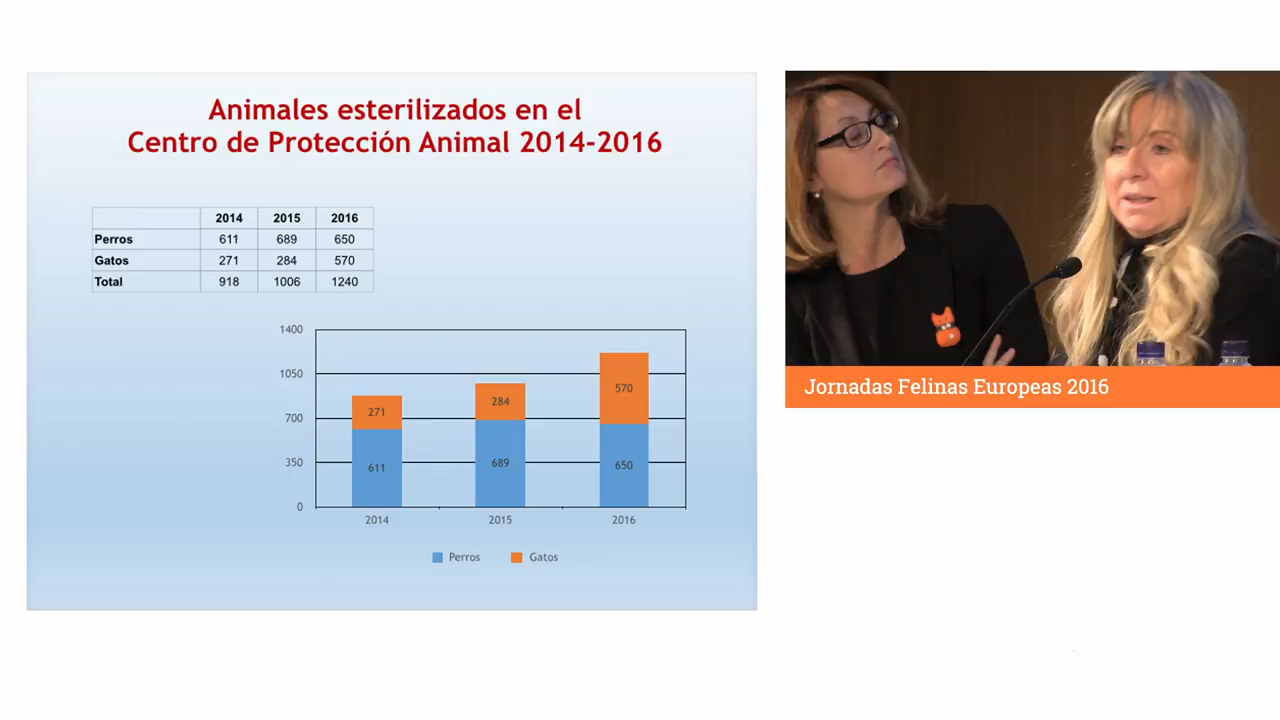 Animales esterilizados en el
Centro de Protección Animal 2014-2016
2014 2015 2016
Perros 611 689 650
Gatos 271 284 570
Total 918 1006 1240
1400
1050
700
350
0
271 284 570
611 689 650
2014 2015 2016
Perros Gatos
Jornadas Felinas Europeas 2016